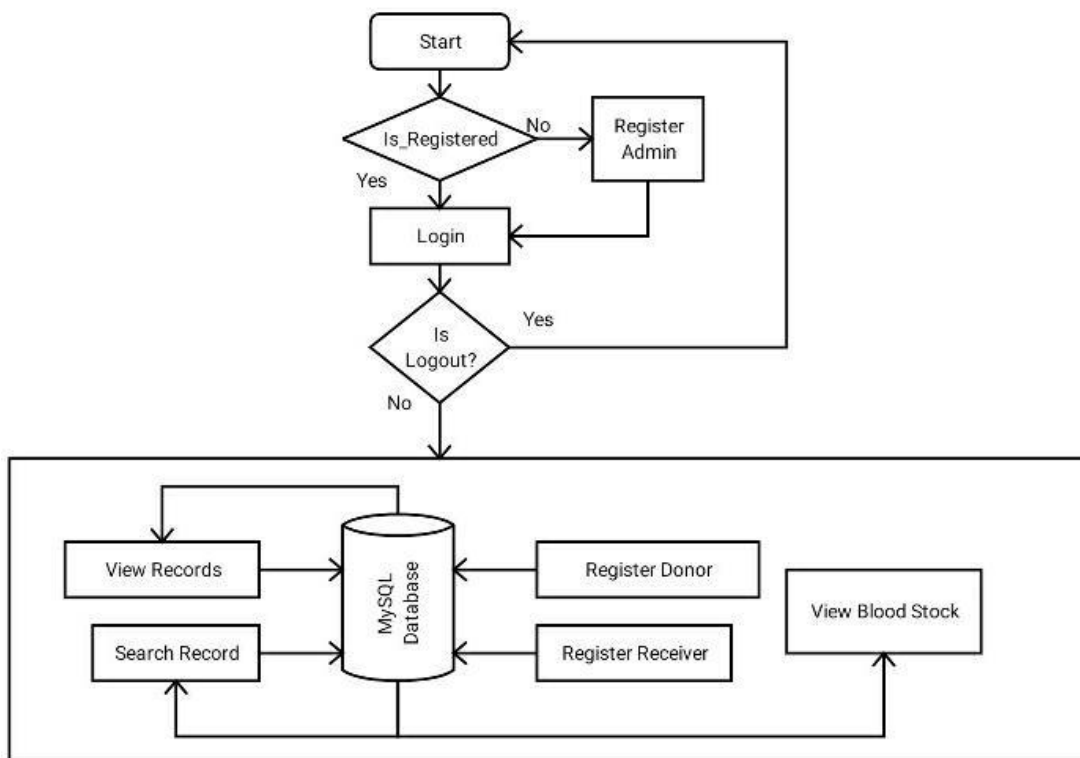 Start
Is_Registered
No
Register
Admin
Yes
Login
Is
Logout?
Yes
No
View Records
MySQL
Database
Register Donor
View Blood Stock
Search Record
Register Receiver